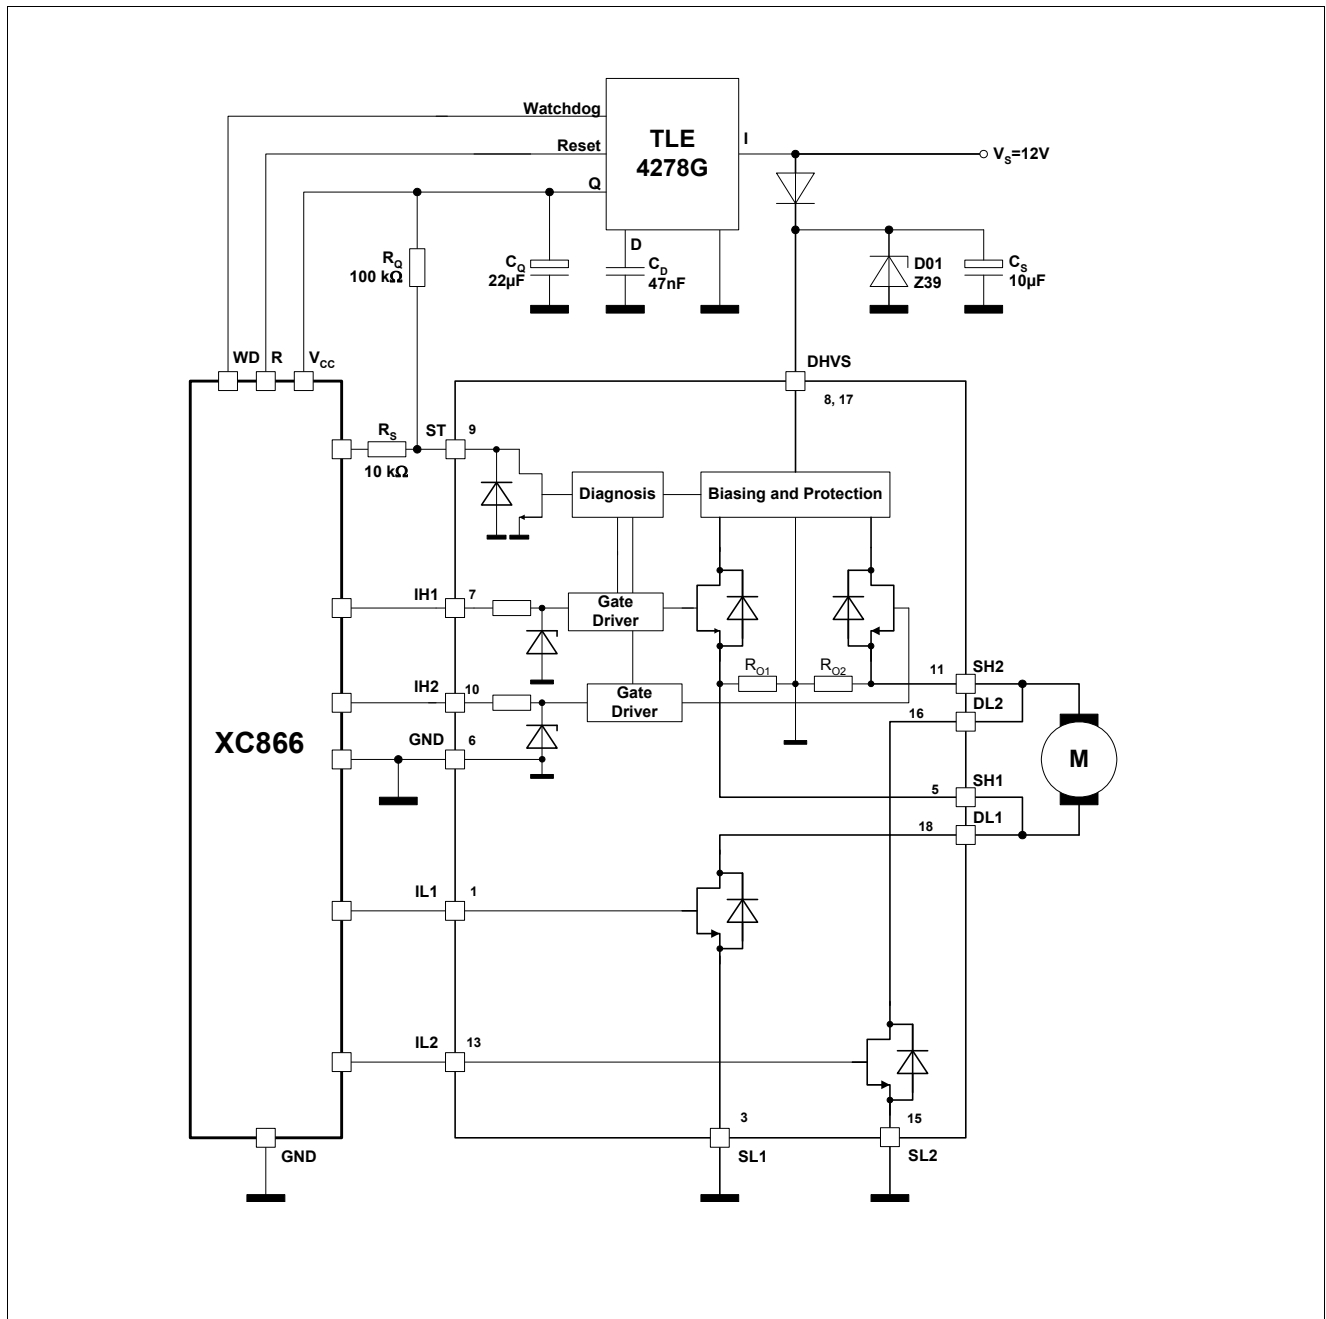 Watchdog
Reset
Q
TLE
4278G
I
D
V_S=12V
R_Q
100 kΩ
C_Q
22µF
C_D
47nF
D01
Z39
C_S
10µF
WD
R
V_CC
DHVS
8, 17
R_S
10 kΩ
ST
9
Diagnosis
Biasing and Protection
IH1
7
Gate
Driver
R_O1
R_O2
11
SH2
IH2
10
Gate
Driver
16
DL2
XC866
GND
6
M
5
SH1
18
DL1
IL1
1
IL2
13
3
15
SL1
SL2
GND